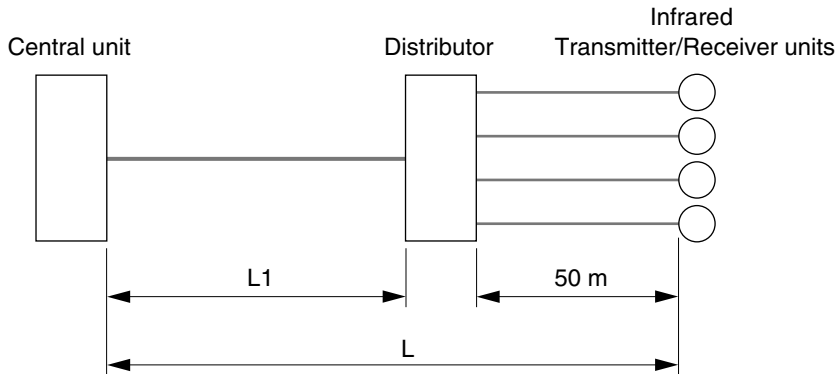 Infrared
Central unit
Distributor
Transmitter/Receiver units
L1
50 m
L